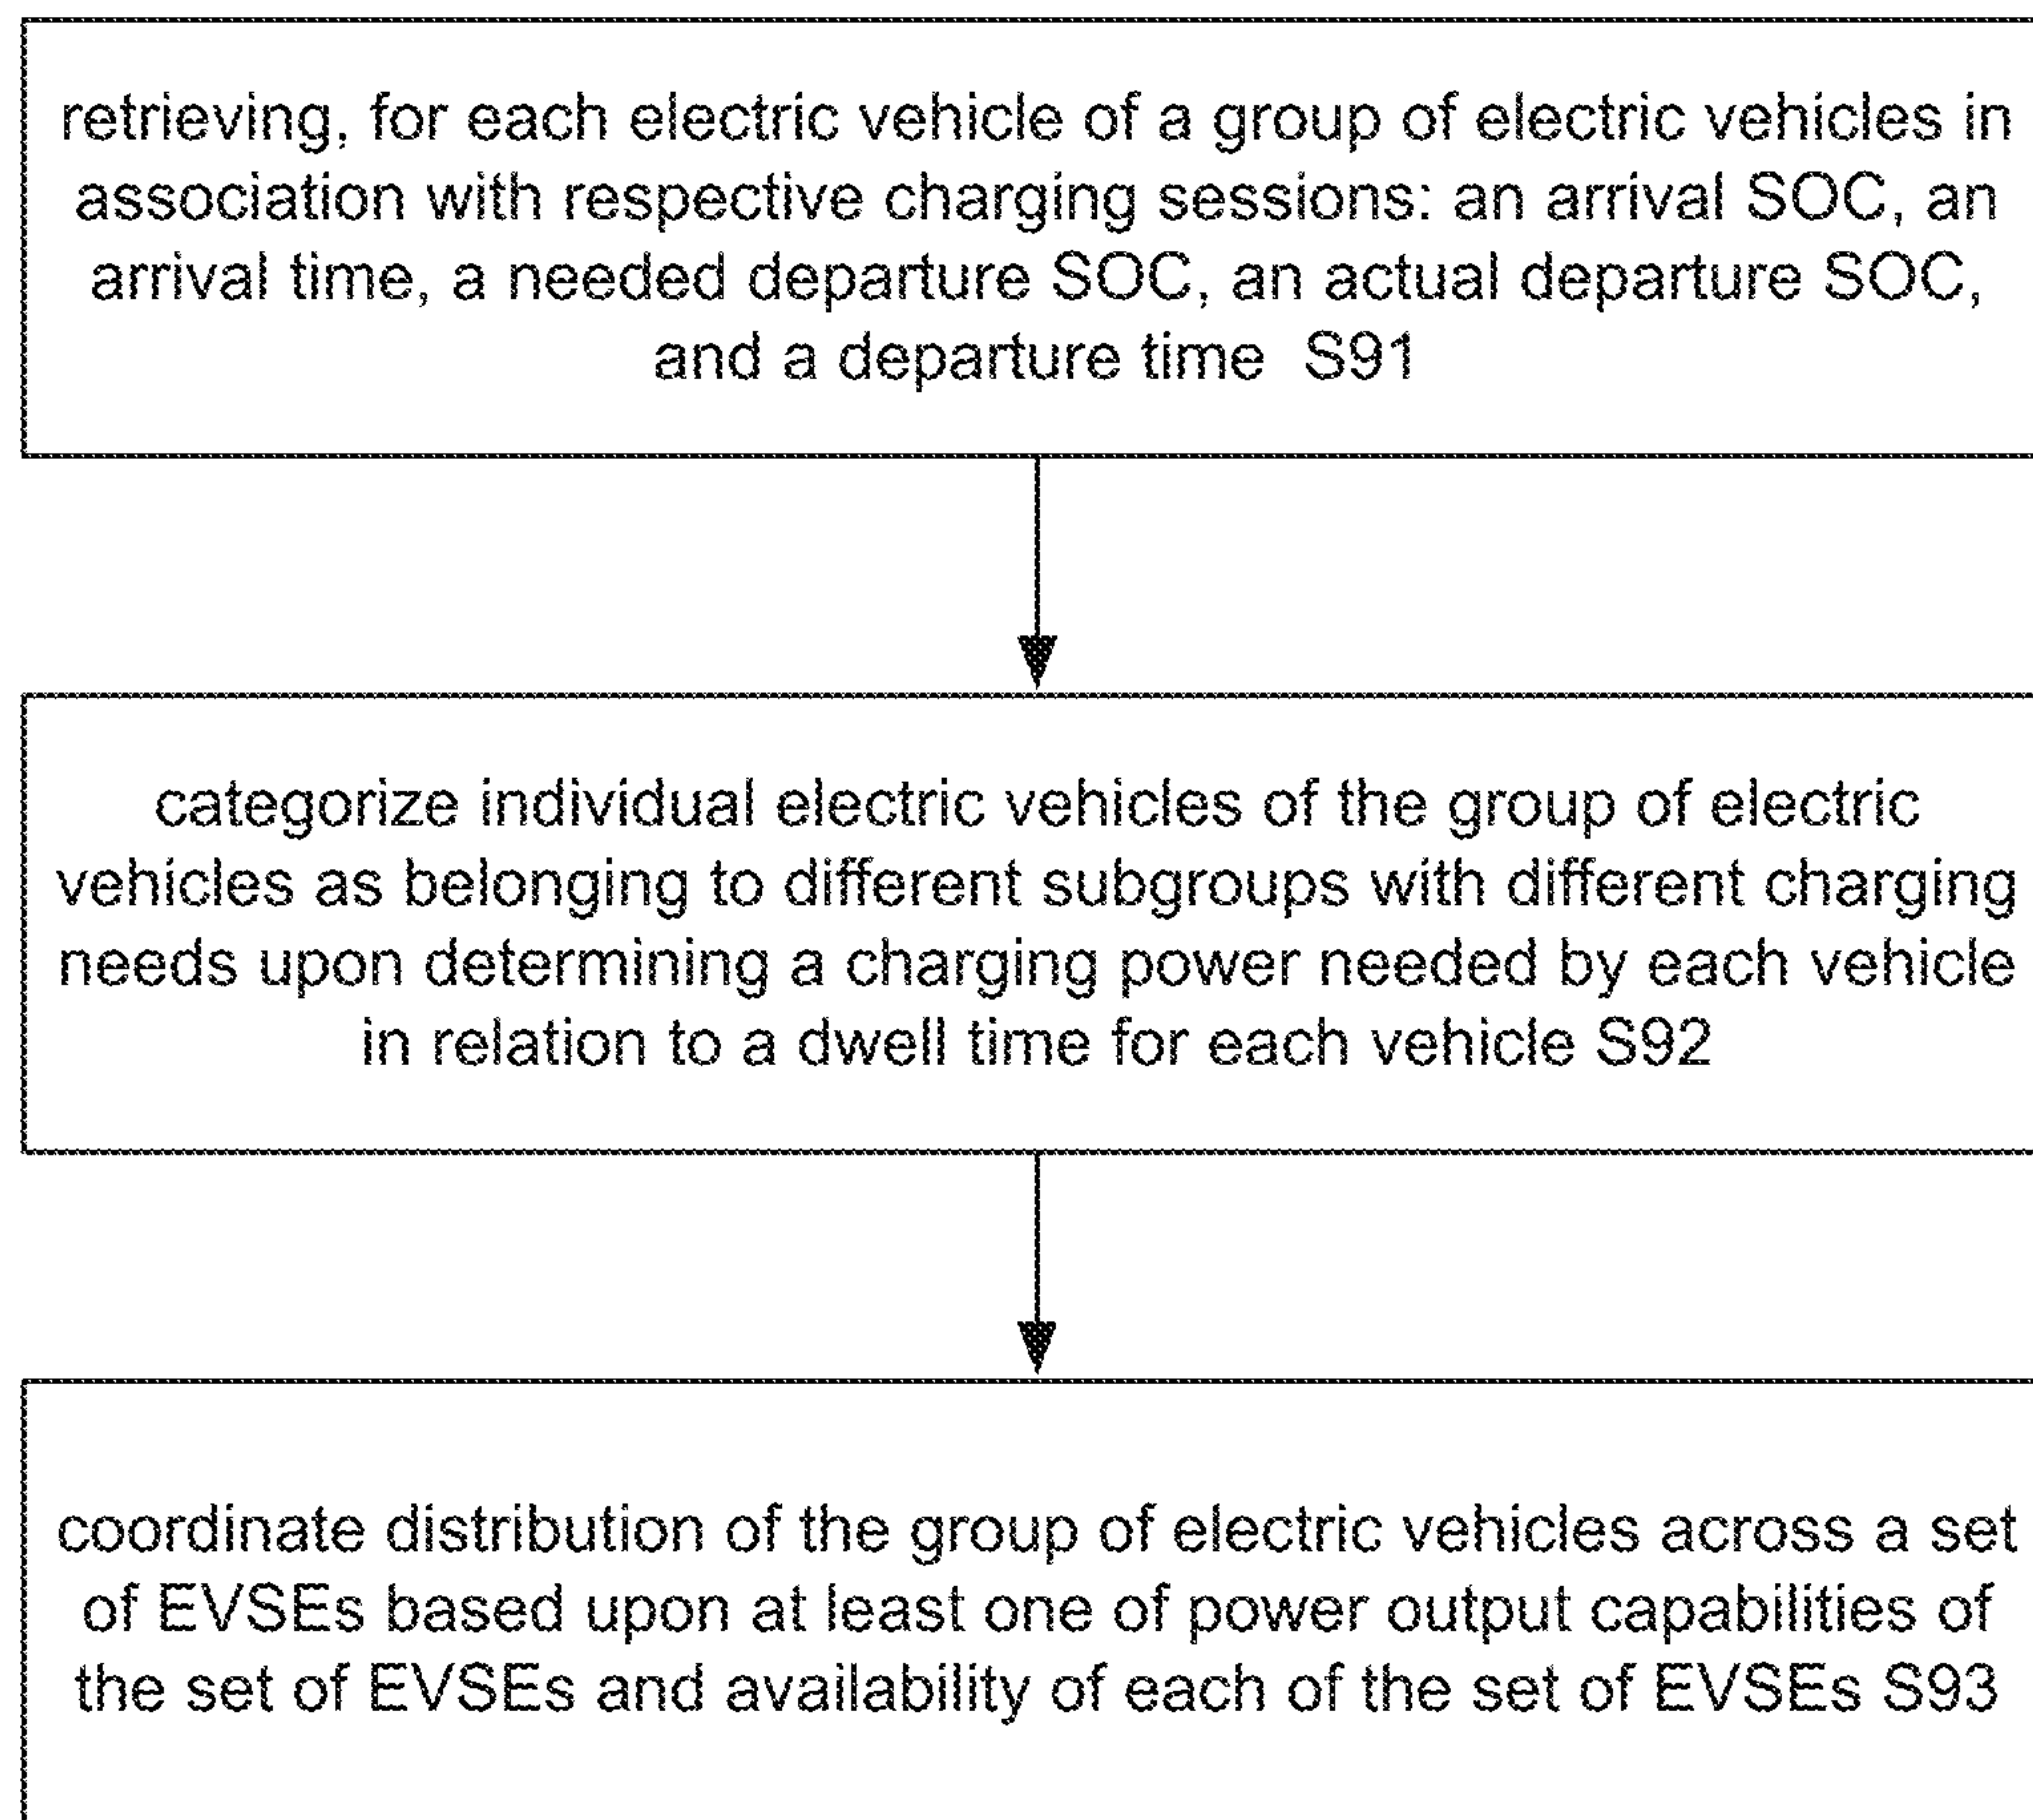 retrieving, for each electric vehicle of a group of electric vehicles in
association with respective charging sessions: an arrival SOC, an
arrival time, a needed departure SOC, an actual departure SOC,
and a departure time S91
categorize individual electric vehicles of the group of electric
vehicles as belonging to different subgroups with different charging
needs upon determining a charging power needed by each vehicle
in relation to a dwell time for each vehicle S92
coordinate distribution of the group of electric vehicles across a set
of EVSEs based upon at least one of power output capabilities of
the set of EVSEs and availability of each of the set of EVSEs S93